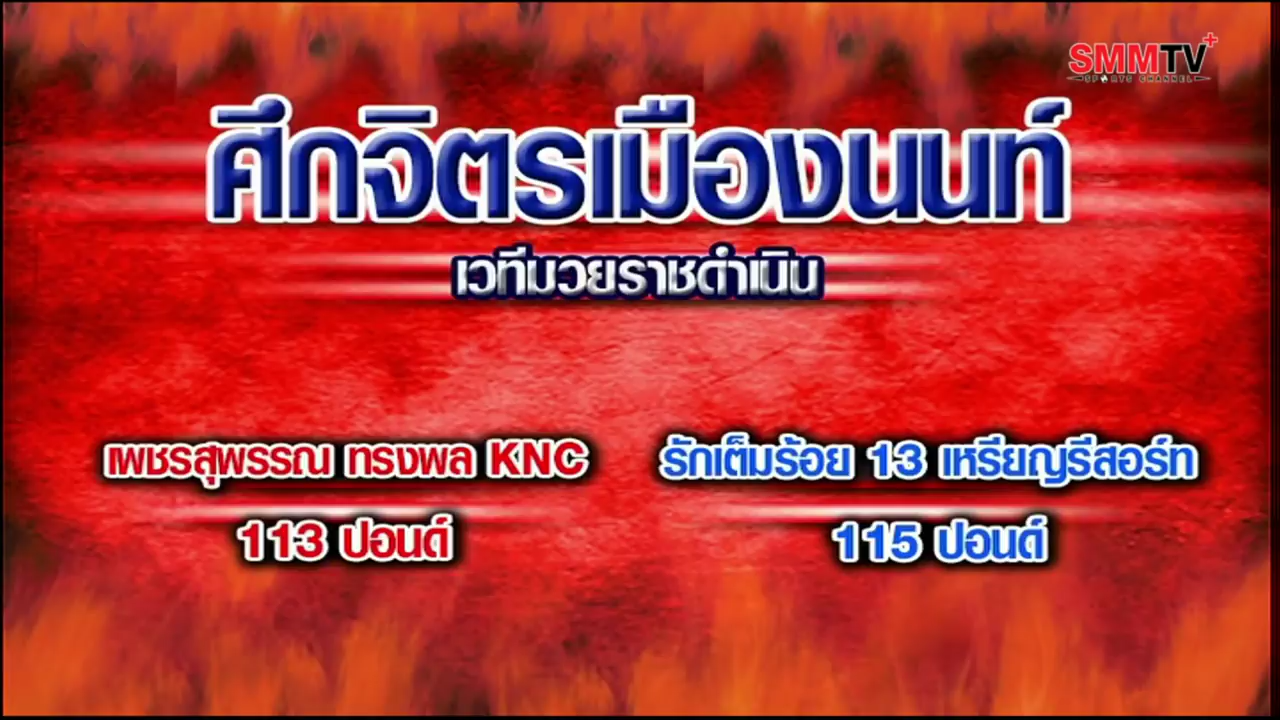 SMMTV+
SPORTS CHANNEL
ศึกจิตรเมืองนนท์
เวทีมวยราชดำเนิน
เพชรสุพรรณ ทรงพล KNC
รักเต็มร้อย 13 เหรียญรีสอร์ท
113 ปอนด์
115 ปอนด์